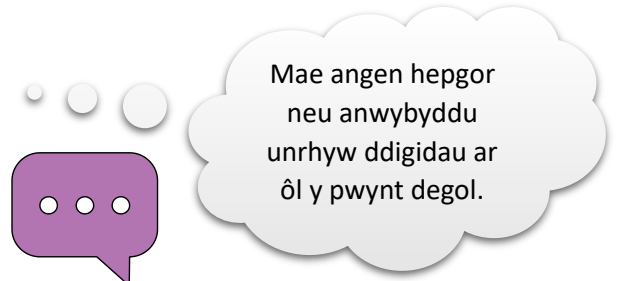 Mae angen hepgor
neu anwybyddu
unrhyw ddigidau ar
ôl y pwynt degol.